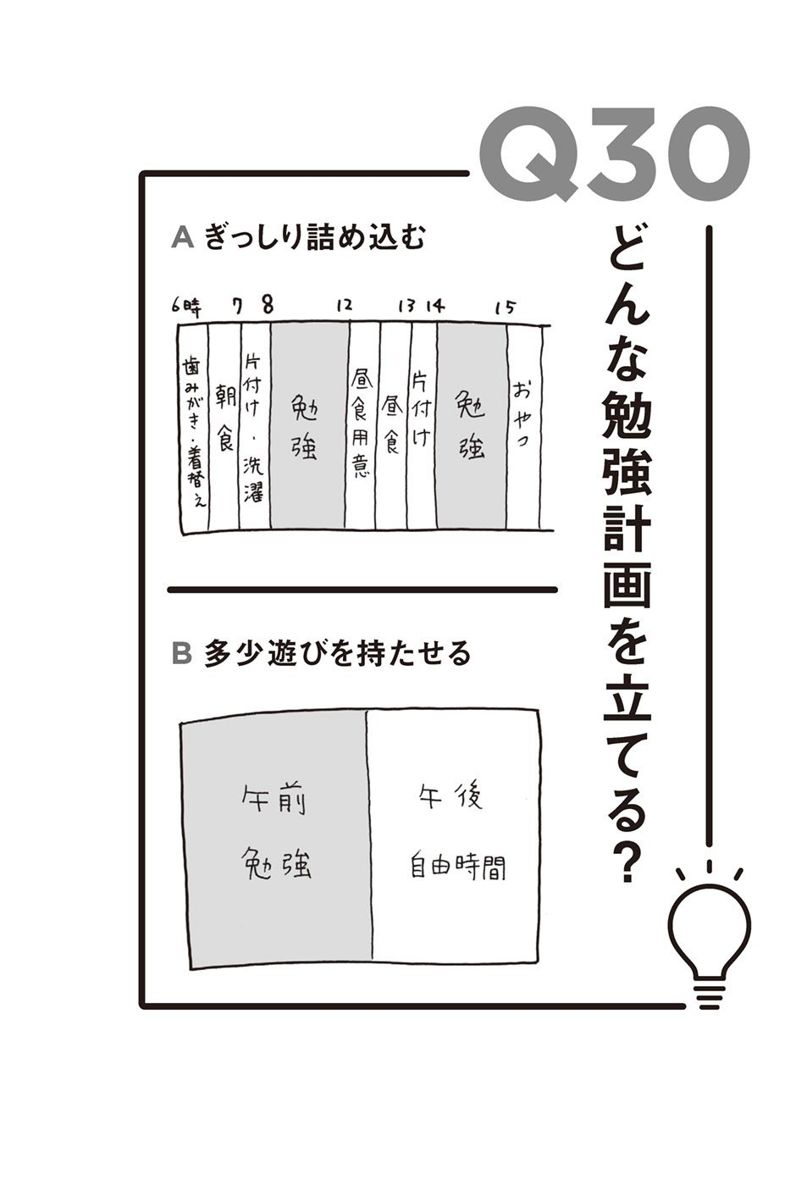 Q30
どんな勉強計画を立てる?
A ぎっしり詰め込む
6時 7 8 12 13 14 15
歯みがき・着替え
朝食
片付け・洗濯
勉強
昼食用意
昼食
片付け
勉強
おやつ
B 多少遊びを持たせる
午前
勉強
午後
自由時間